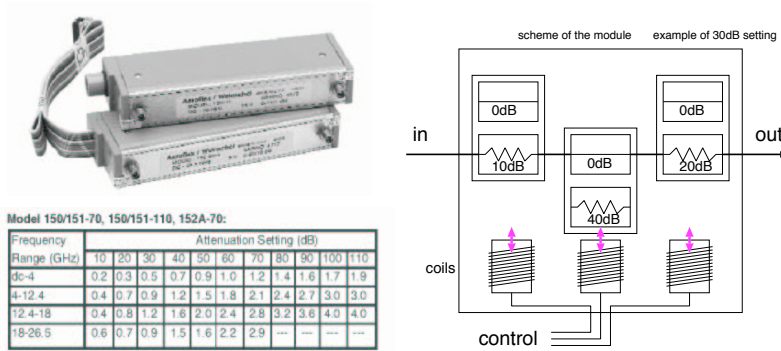 Aeroflex / Weinschel
Aeroflex / Weinschel
Model 150/151-70, 150/151-110, 152A-70:
Frequency Range (GHz) Attenuation Setting (dB)
10 20 30 40 50 60 70 80 90 100 110
dc-4 0.2 0.3 0.5 0.7 0.9 1.0 1.2 1.4 1.6 1.7 1.9
4-12.4 0.4 0.7 0.9 1.2 1.5 1.8 2.1 2.4 2.7 3.0 3.0
12.4-18 0.4 0.8 1.2 1.6 2.0 2.4 2.8 3.2 3.6 4.0 4.0
18-26.5 0.6 0.7 0.9 1.5 1.6 2.2 2.9 --- --- --- ---
scheme of the module example of 30dB setting
0dB 0dB
in out
10dB 0dB 20dB
40dB
coils
control